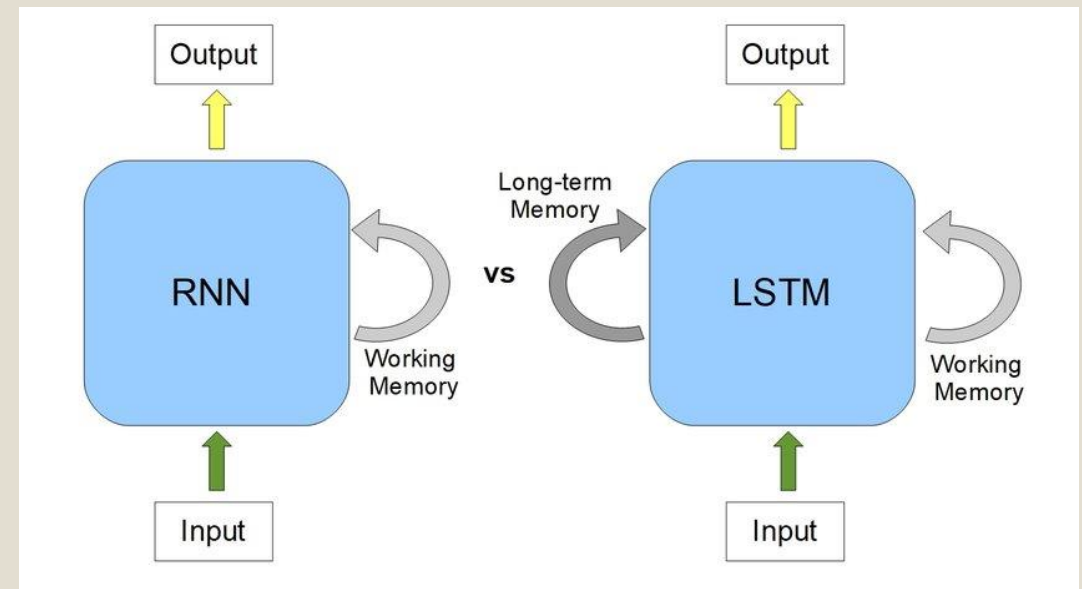 Output
RNN
Working
Memory
Input
vs
Output
Long-term
Memory
LSTM
Working
Memory
Input